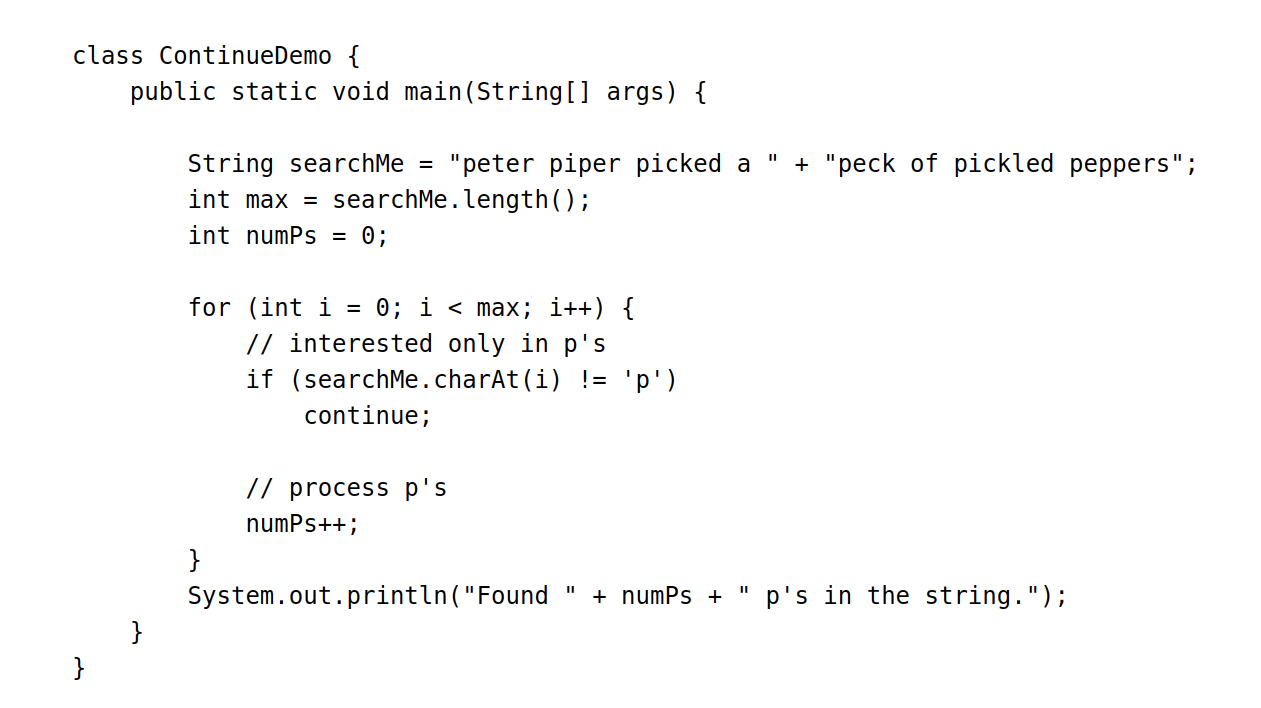 class ContinueDemo {
    public static void main(String[] args) {

        String searchMe = "peter piper picked a " + "peck of pickled peppers";
        int max = searchMe.length();
        int numPs = 0;

        for (int i = 0; i < max; i++) {
            // interested only in p's
            if (searchMe.charAt(i) != 'p')
                continue;

            // process p's
            numPs++;
        }
        System.out.println("Found " + numPs + " p's in the string.");
    }
}